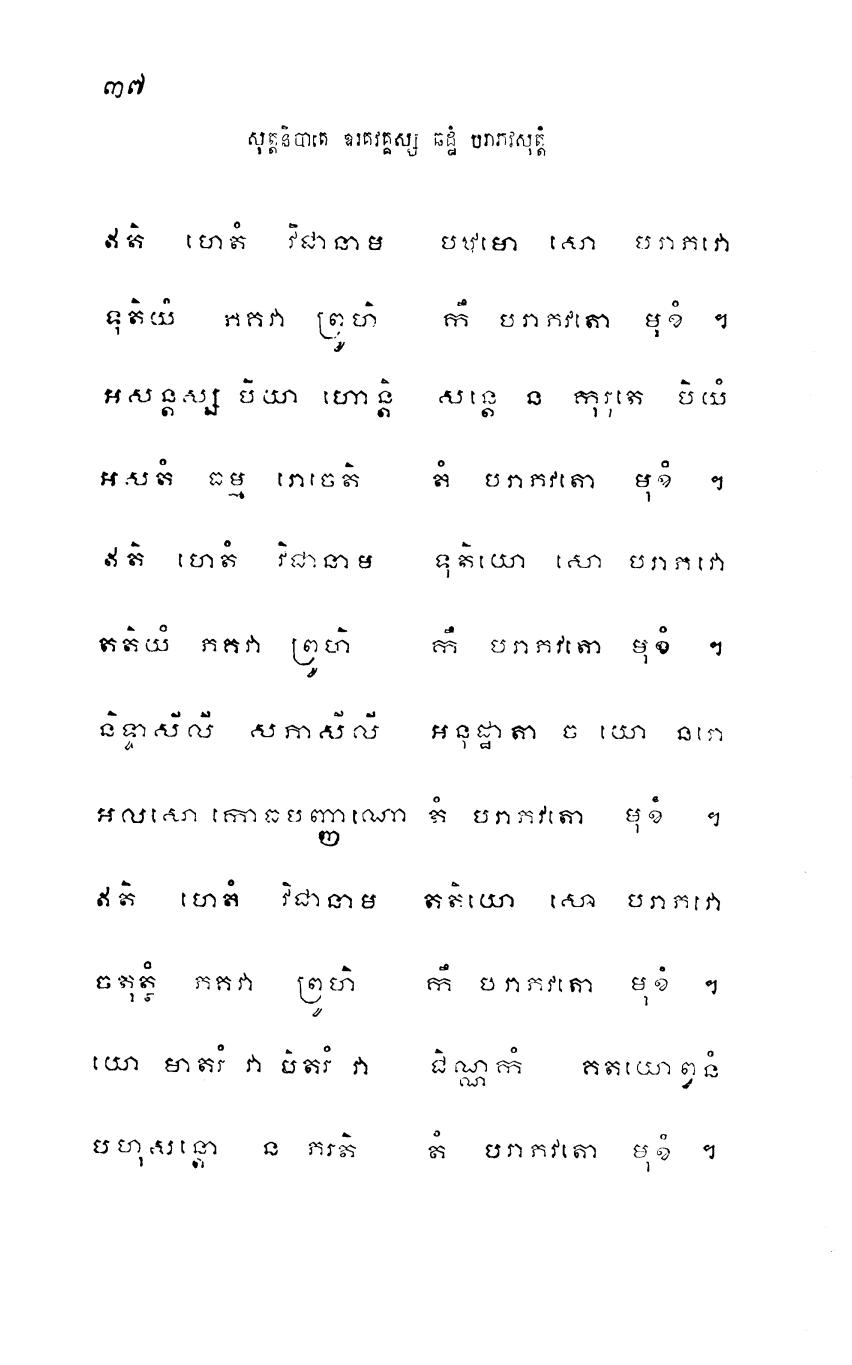 ៣៧
សុត្តនិបាតេ ឧរគវគ្គស្ស ឆដ្ឋំ បរាភវសុត្តំ
ឥតិ ហេតំ វិជានាម បឋមោ សោ បរាភវោ
ទុតិយំ ភគវា ព្រូហិ កឹ បរាភវតោ មុខំ ។
អសន្តស្ស បិយា ហោន្តិ សន្តេ ន កុរុតេ បិយំ
អសតំ ធម្ម រោចេតិ តំ បរាភវតោ មុខំ ។
ឥតិ ហេតំ វិជានាម ទុតិយោ សោ បរាភវោ
តតិយំ ភគវា ព្រូហិ កឹ បរាភវតោ មុខំ ។
និទ្ទាសីលី សភាសីលី អនុដ្ឋាតា ច យោ នរោ
អលសោ កោធបញ្ញាណោ តំ បរាភវតោ មុខំ ។
ឥតិ ហេតំ វិជានាម តតិយោ សោ បរាភវោ
ចតុត្ថំ ភគវា ព្រូហិ កឹ បរាភវតោ មុខំ ។
យោ មាតរំ វា បិតរំ វា ជិណ្ណកំ គតយោព្វនំ
បហុសន្តោ ន ភរតិ តំ បរាភវតោ មុខំ ។